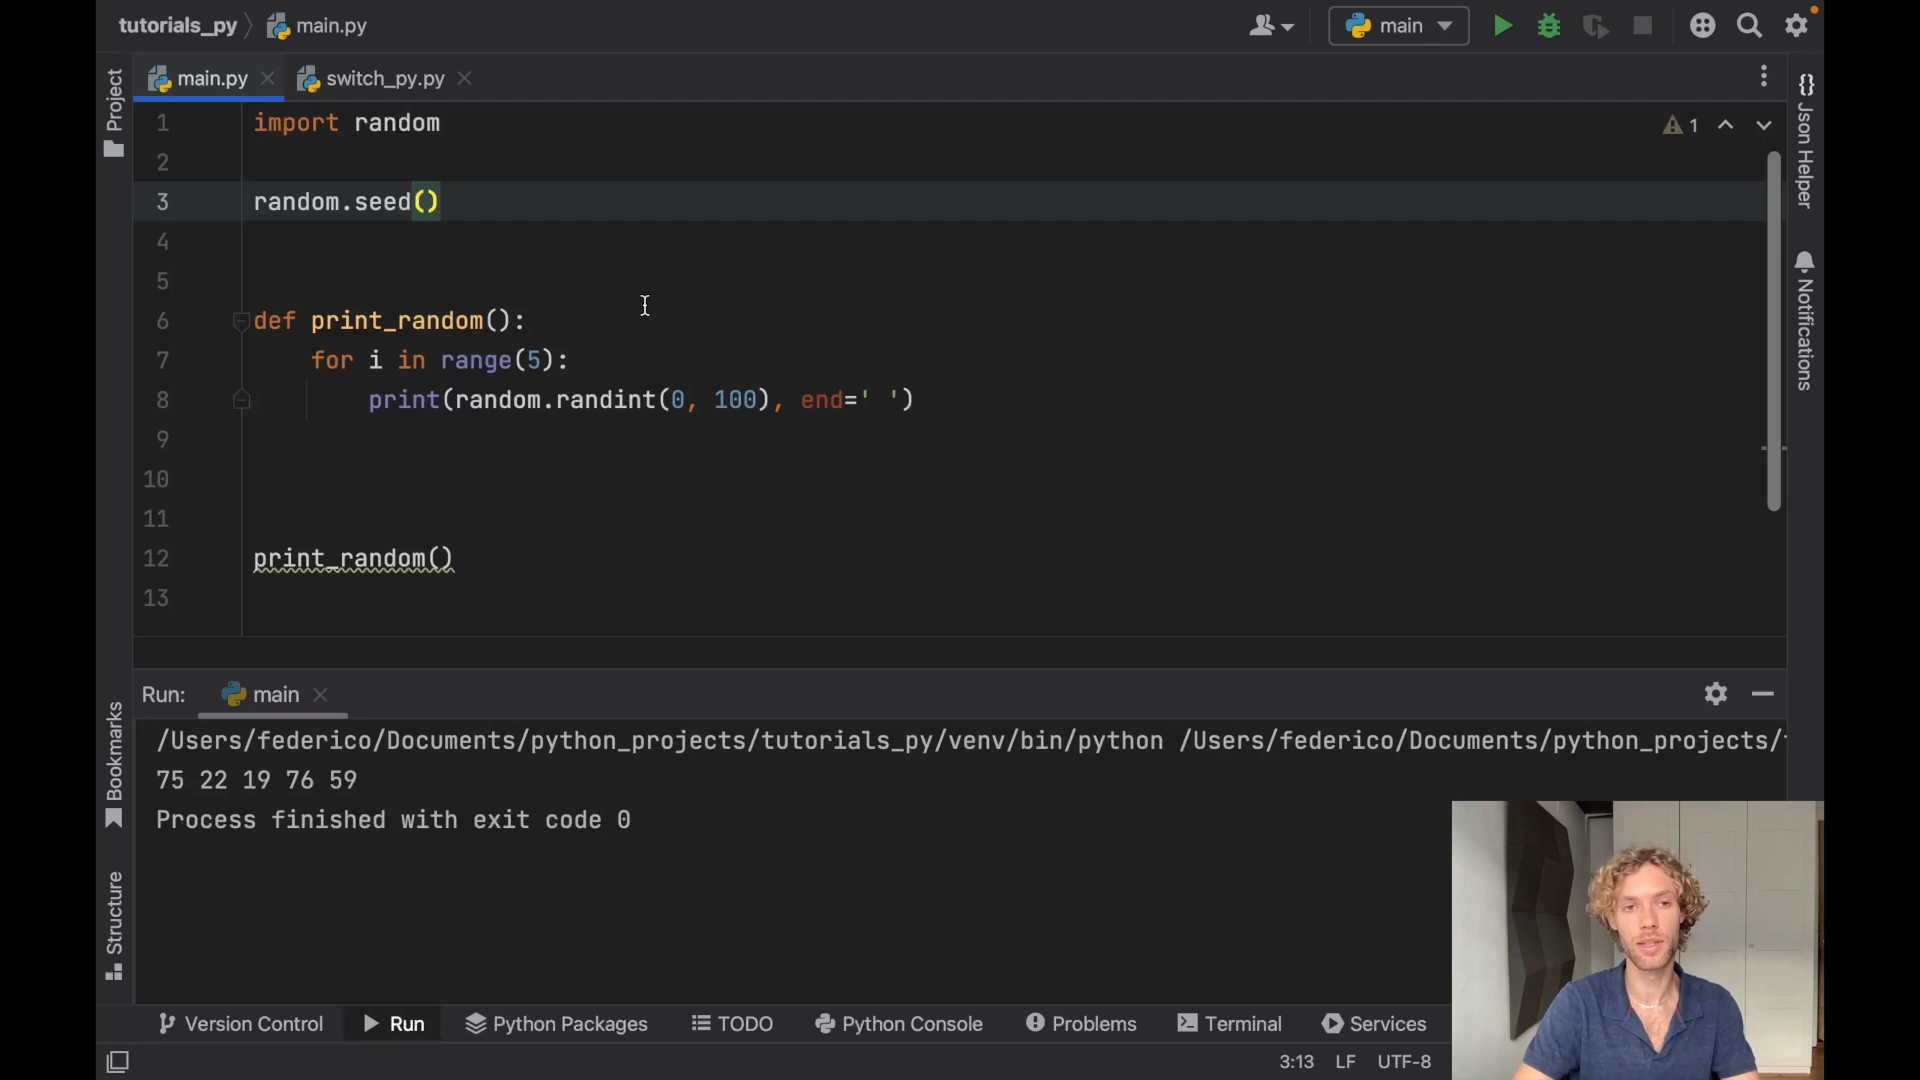 tutorials_py
main.py
main
main.py
switch_py.py
Project
Json Helper
Notifications
1
1 import random
2
3 random.seed()
4
5
6 def print_random():
7 for i in range(5):
8 print(random.randint(0, 100), end=' ')
9
10
11
12 print_random()
13
Run: main
/Users/federico/Documents/python_projects/tutorials_py/venv/bin/python /Users/federico/Documents/python_projects/
75 22 19 76 59
Process finished with exit code 0
Bookmarks
Structure
Version Control Run Python Packages TODO Python Console Problems Terminal Services
3:13 LF UTF-8